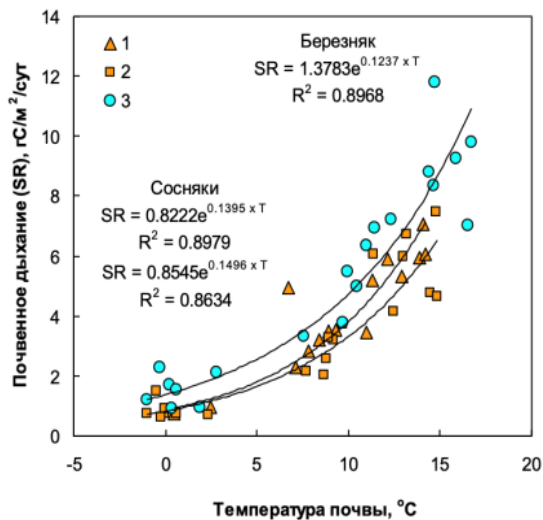 14
12
10
8
6
4
2
0
-5
0
5
10
15
20
Почвенное дыхание (SR), гС/м²/сут
Температура почвы, °С
1
2
3
Березняк
SR = 1.3783e^0.1237 x T
R² = 0.8968
Сосняки
SR = 0.8222e^0.1395 x T
R² = 0.8979
SR = 0.8545e^0.1496 x T
R² = 0.8634